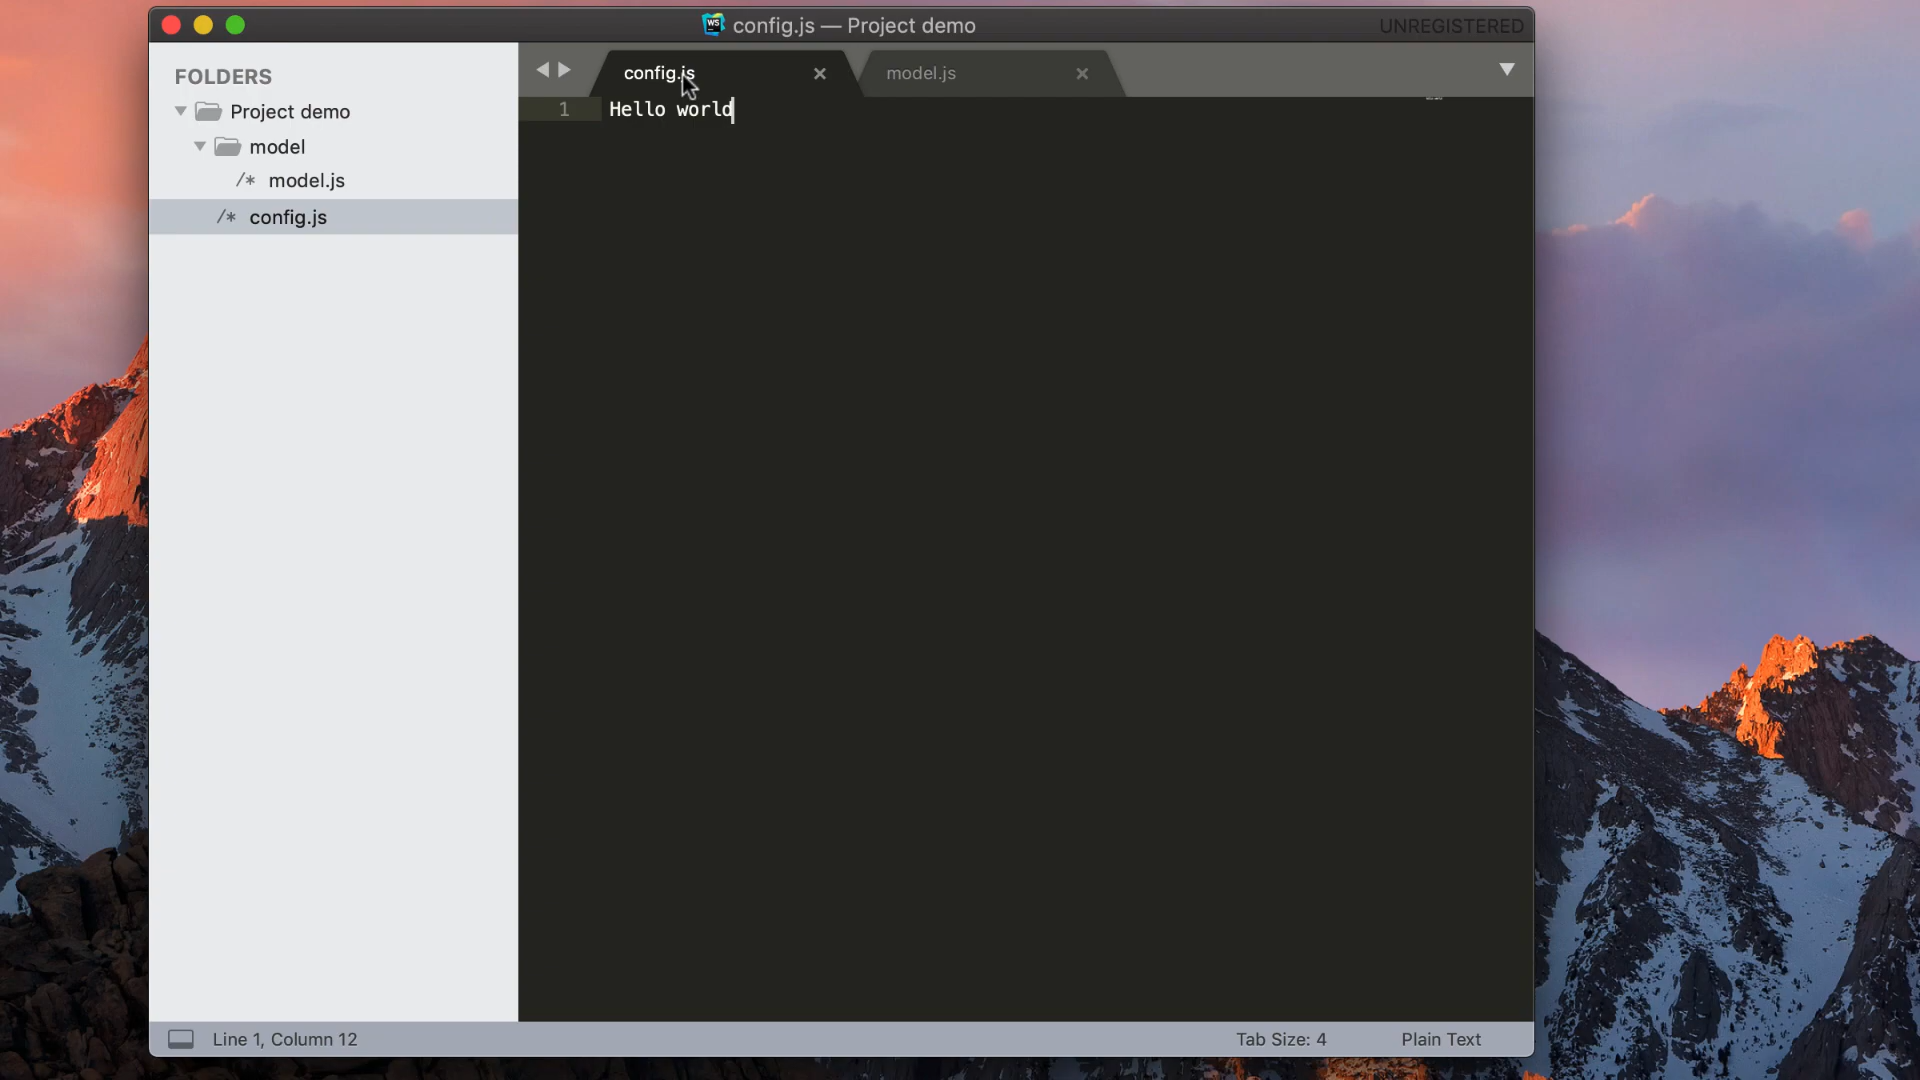 WS config.js — Project demo
UNREGISTERED
FOLDERS
Project demo
model
/* model.js
/* config.js
config.js
model.js
1 Hello world
Line 1, Column 12
Tab Size: 4
Plain Text